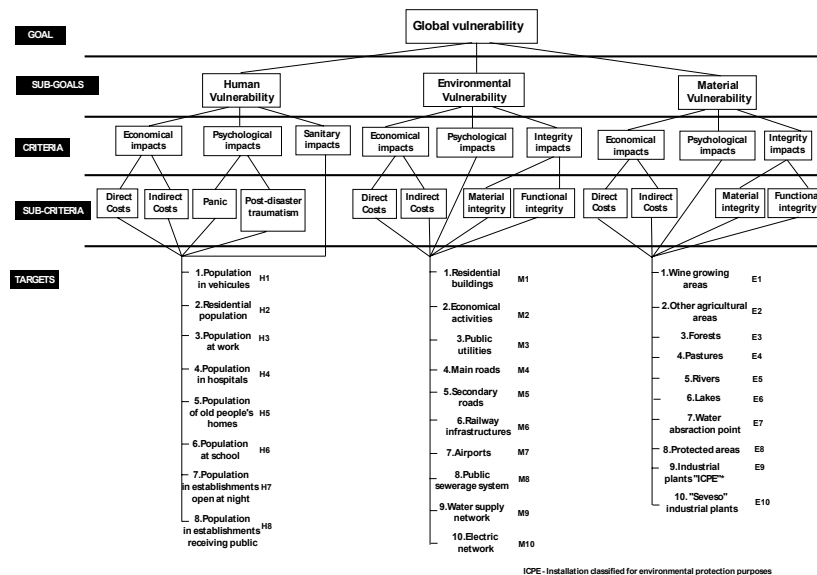 Global vulnerability
GOAL
SUB-GOALS
Human
Vulnerability
Environmental
Vulnerability
Material
Vulnerability
CRITERIA
Economical
impacts
Psychological
impacts
Sanitary
impacts
Economical
impacts
Psychological
impacts
Integrity
impacts
Economical
impacts
Psychological
impacts
Integrity
impacts
SUB-CRITERIA
Direct
Costs
Indirect
Costs
Panic
Post-disaster
traumatism
Direct
Costs
Indirect
Costs
Material
integrity
Functional
integrity
Direct
Costs
Indirect
Costs
Material
integrity
Functional
integrity
TARGETS
1.Population
in vehicules H1
2.Residential
population H2
3.Population
at work H3
4.Population
in hospitals H4
5.Population
of old people's H5
homes
6.Population
at school H6
7.Population
in establishments H7
open at night
8.Population
in establishments H8
receiving public
1.Residential
buildings M1
2.Economical
activities M2
3.Public
utilities M3
4.Main roads M4
5.Secondary
roads M5
6.Railway
infrastructures M6
7.Airports M7
8.Public
sewerage system M8
9.Water supply
network M9
10.Electric
network M10
1.Wine growing
areas E1
2.Other agricultural
areas E2
3.Forests E3
4.Pastures E4
5.Rivers E5
6.Lakes E6
7.Water
absraction point E7
8.Protected areas E8
9.Industrial E9
plants "ICPE"*
10. "Seveso"
industrial plants E10
ICPE - Installation classified for environmental protection purposes